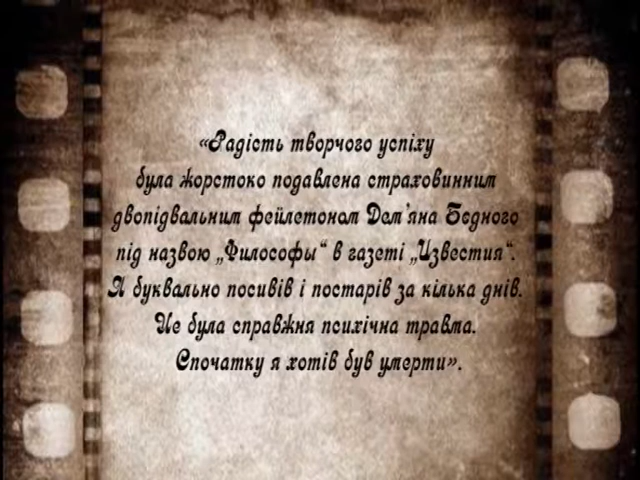 «Радість творчого успіху
була жорстоко подавлена страховинним
двопідвальним фейлетоном Дем'яна Бєдного
під назвою „Философы“ в газеті „Известия“.
Я буквально посивів і постарів за кілька днів.
Це була справжня психічна травма.
Спочатку я хотів був умерти».